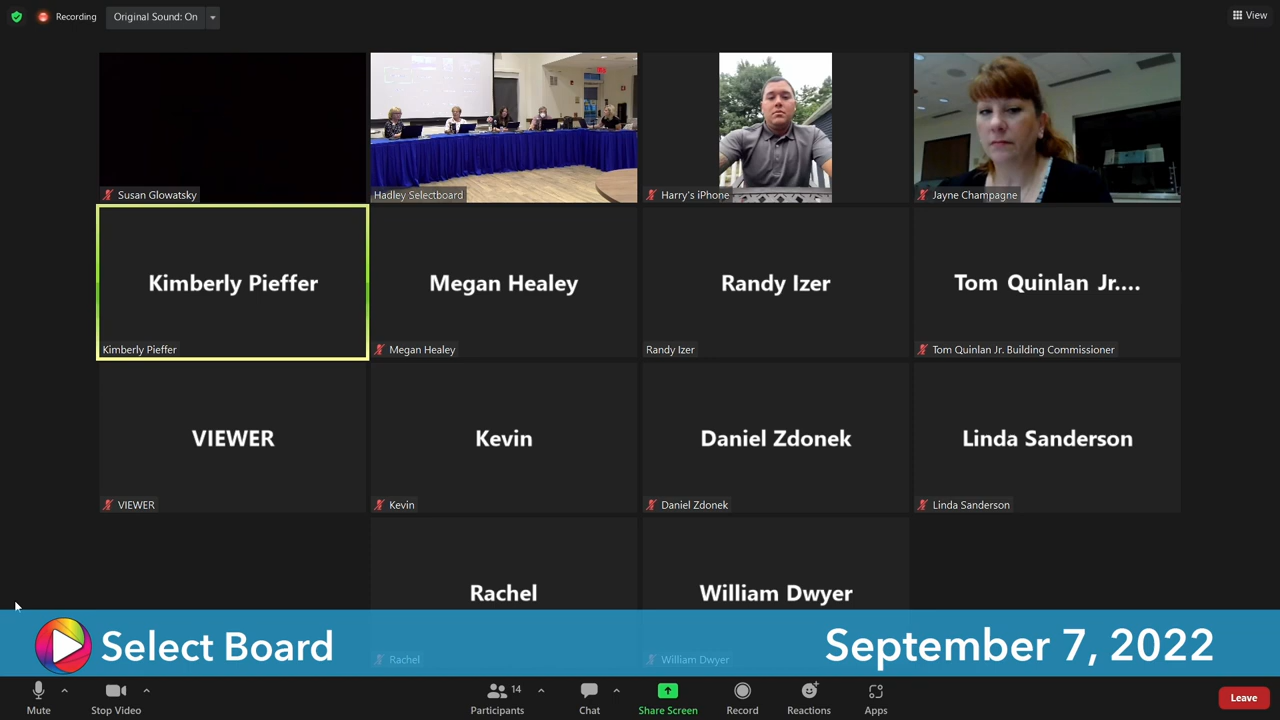 Recording
Original Sound: On
View
Susan Glowatsky
Hadley Selectboard
Harry's iPhone
Jayne Champagne
Kimberly Pieffer
Megan Healey
Randy Izer
Tom Quinlan Jr....
Kimberly Pieffer
Megan Healey
Randy Izer
Tom Quinlan Jr. Building Commissioner
VIEWER
Kevin
Daniel Zdonek
Linda Sanderson
VIEWER
Kevin
Daniel Zdonek
Linda Sanderson
Rachel
William Dwyer
Select Board
September 7, 2022
Rachel
William Dwyer
14
Mute
Stop Video
Participants
Chat
Share Screen
Record
Reactions
Apps
Leave